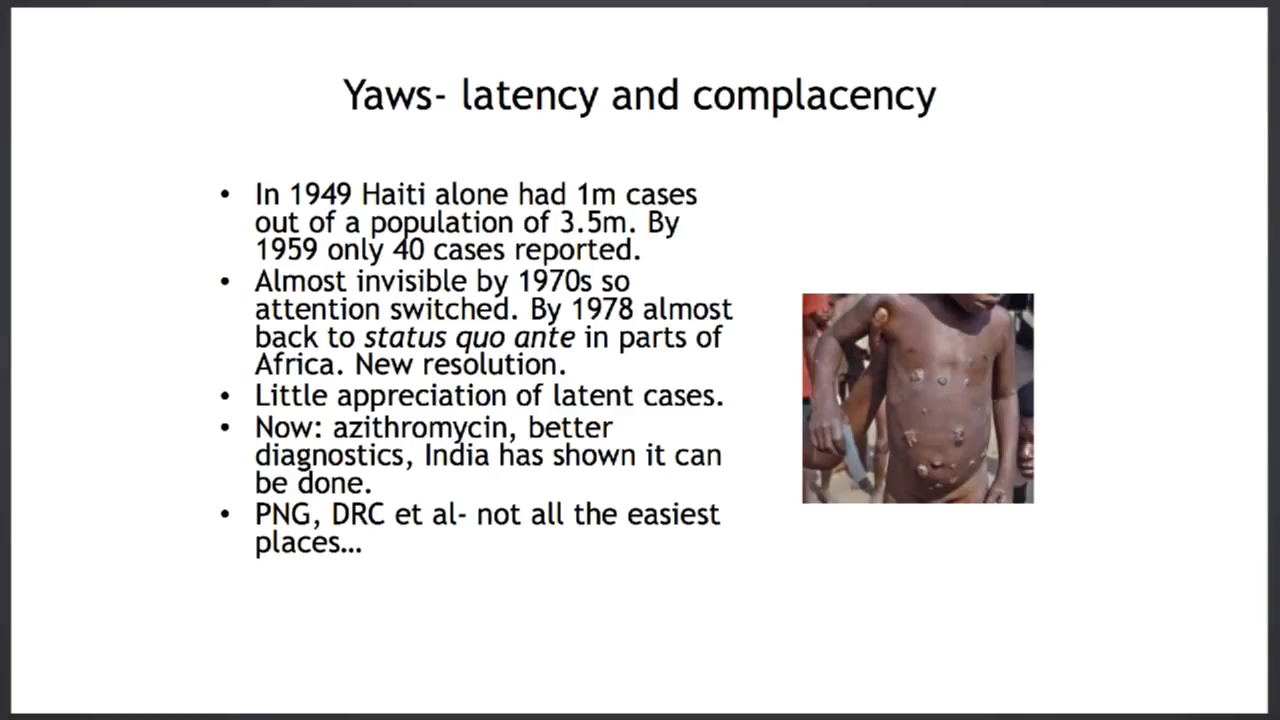 Yaws- latency and complacency
• In 1949 Haiti alone had 1m cases
out of a population of 3.5m. By
1959 only 40 cases reported.
• Almost invisible by 1970s so
attention switched. By 1978 almost
back to status quo ante in parts of
Africa. New resolution.
• Little appreciation of latent cases.
• Now: azithromycin, better
diagnostics, India has shown it can
be done.
• PNG, DRC et al- not all the easiest
places…